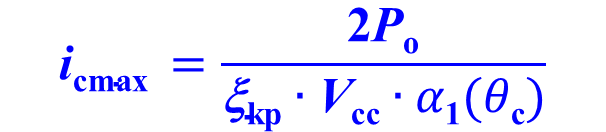 i_cmax = 2P_o / (ξ_kp · V_cc · α_1(θ_c))